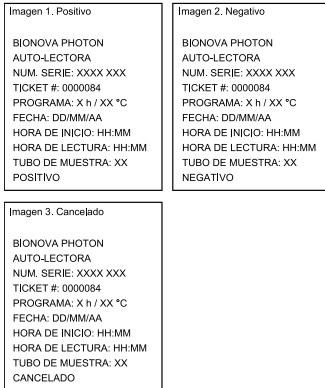 Imagen 1. Positivo
BIONOVA PHOTON
AUTO-LECTORA
NUM. SERIE: XXXX XXX
TICKET #: 0000084
PROGRAMA: X h / XX °C
FECHA: DD/MM/AA
HORA DE INICIO: HH:MM
HORA DE LECTURA: HH:MM
TUBO DE MUESTRA: XX
POSITIVO
Imagen 2. Negativo
BIONOVA PHOTON
AUTO-LECTORA
NUM. SERIE: XXXX XXX
TICKET #: 0000084
PROGRAMA: X h / XX °C
FECHA: DD/MM/AA
HORA DE INICIO: HH:MM
HORA DE LECTURA: HH:MM
TUBO DE MUESTRA: XX
NEGATIVO
Imagen 3. Cancelado
BIONOVA PHOTON
AUTO-LECTORA
NUM. SERIE: XXXX XXX
TICKET #: 0000084
PROGRAMA: X h / XX °C
FECHA: DD/MM/AA
HORA DE INICIO: HH:MM
HORA DE LECTURA: HH:MM
TUBO DE MUESTRA: XX
CANCELADO